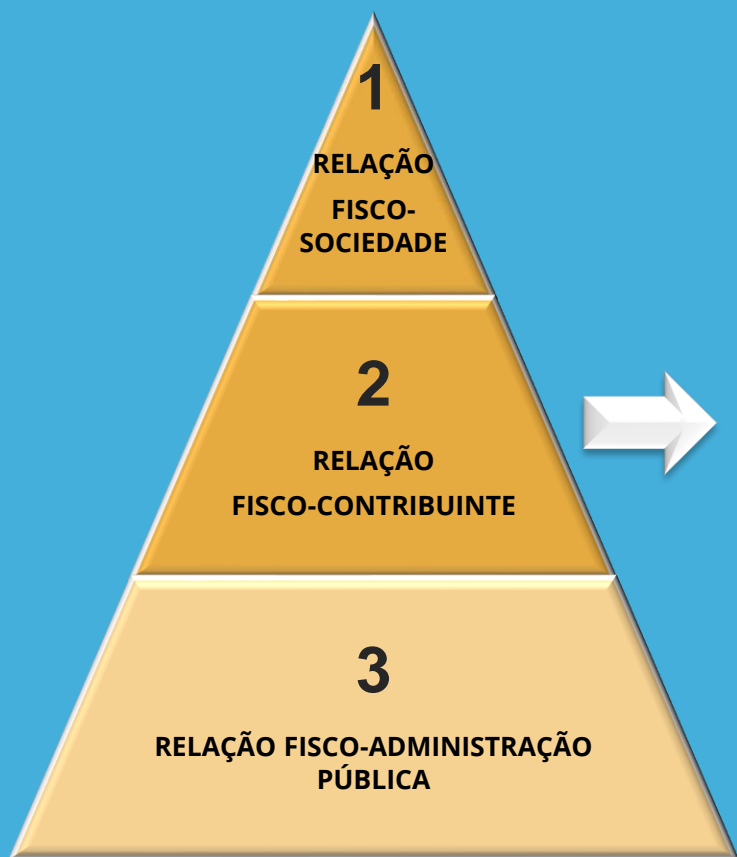 1
RELAÇÃO
FISCO-
SOCIEDADE
2
RELAÇÃO
FISCO-CONTRIBUINTE
3
RELAÇÃO FISCO-ADMINISTRAÇÃO
PÚBLICA